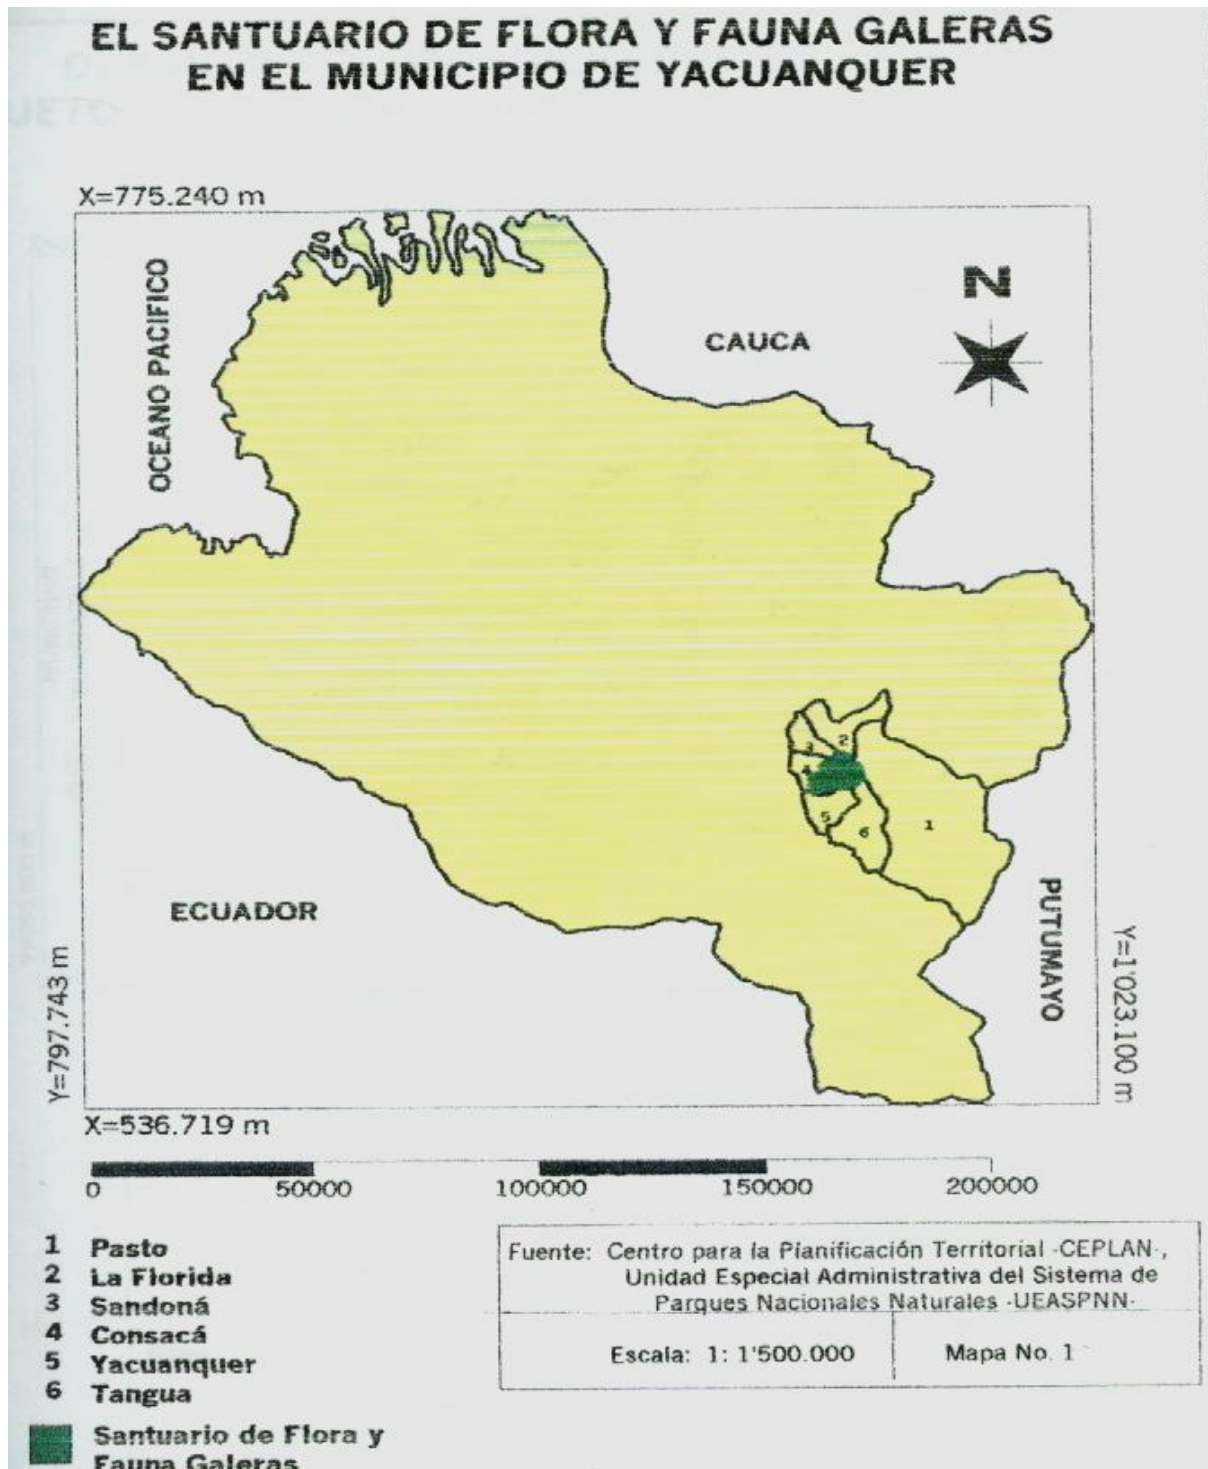 EL SANTUARIO DE FLORA Y FAUNA GALERAS
EN EL MUNICIPIO DE YACUANQUER
X=775.240 m
OCEANO PACIFICO
CAUCA
N
3
2
4
5
6
1
ECUADOR
PUTUMAYO
Y=797.743 m
Y=1'023.100 m
X=536.719 m
0 50000 100000 150000 200000
1 Pasto
2 La Florida
3 Sandoná
4 Consacá
5 Yacuanquer
6 Tangua
Santuario de Flora y
Fauna Galeras
Fuente: Centro para la Planificación Territorial -CEPLAN-,
Unidad Especial Administrativa del Sistema de
Parques Nacionales Naturales -UEASPNN-
Escala: 1: 1'500.000
Mapa No. 1